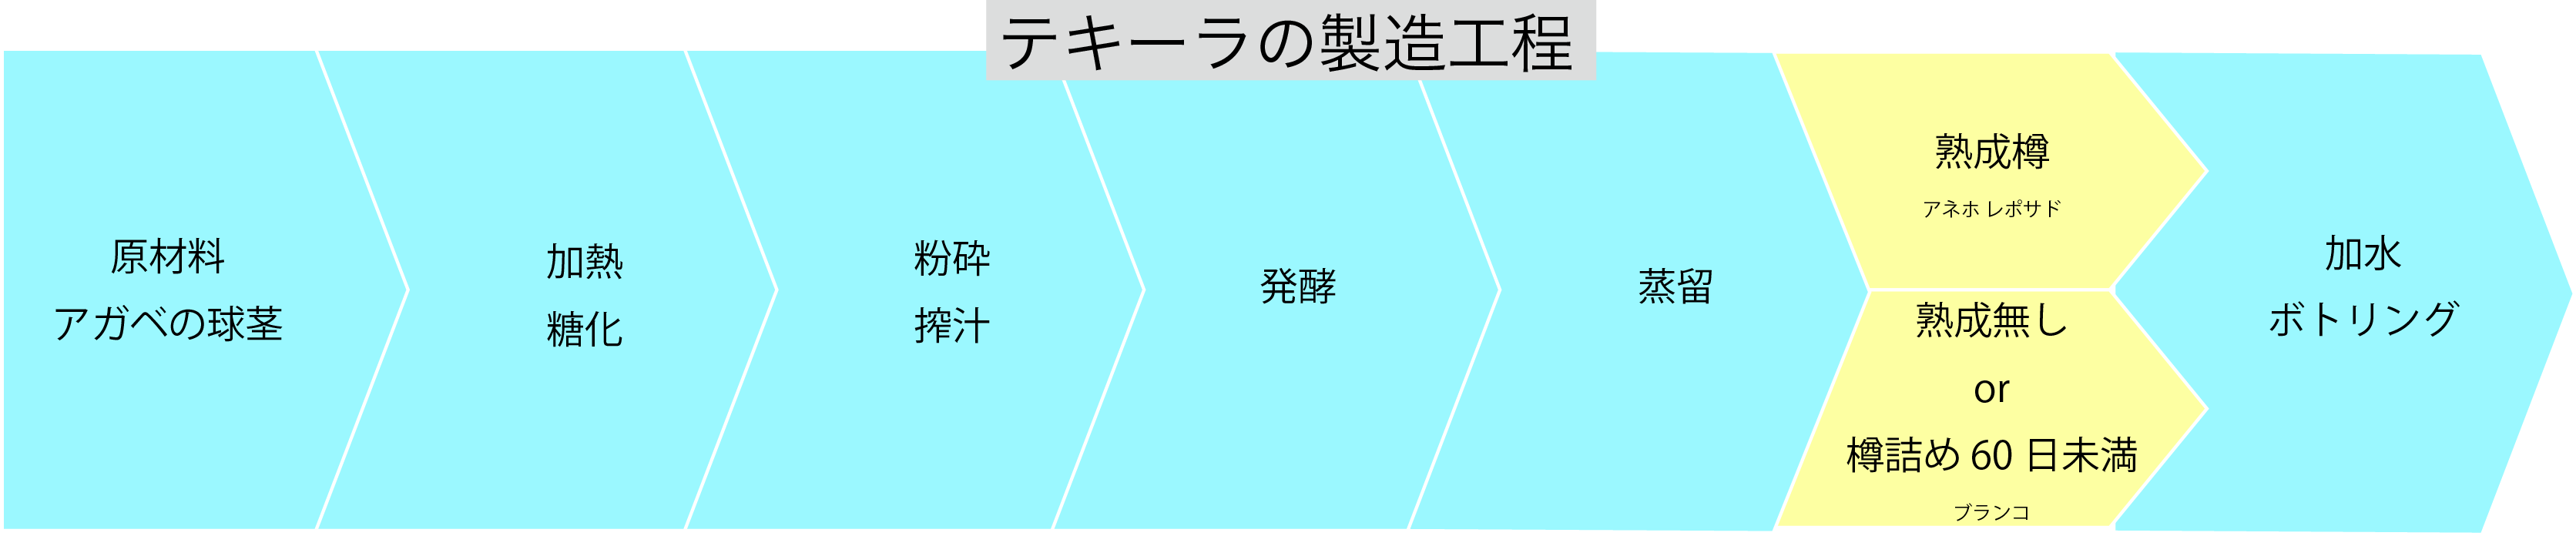 テキーラの製造工程
原材料
アガベの球茎
加熱
糖化
粉砕
搾汁
発酵
蒸留
熟成樽
アネホ レポサド
熟成無し
or
樽詰め 60 日未満
ブランコ
加水
ボトリング